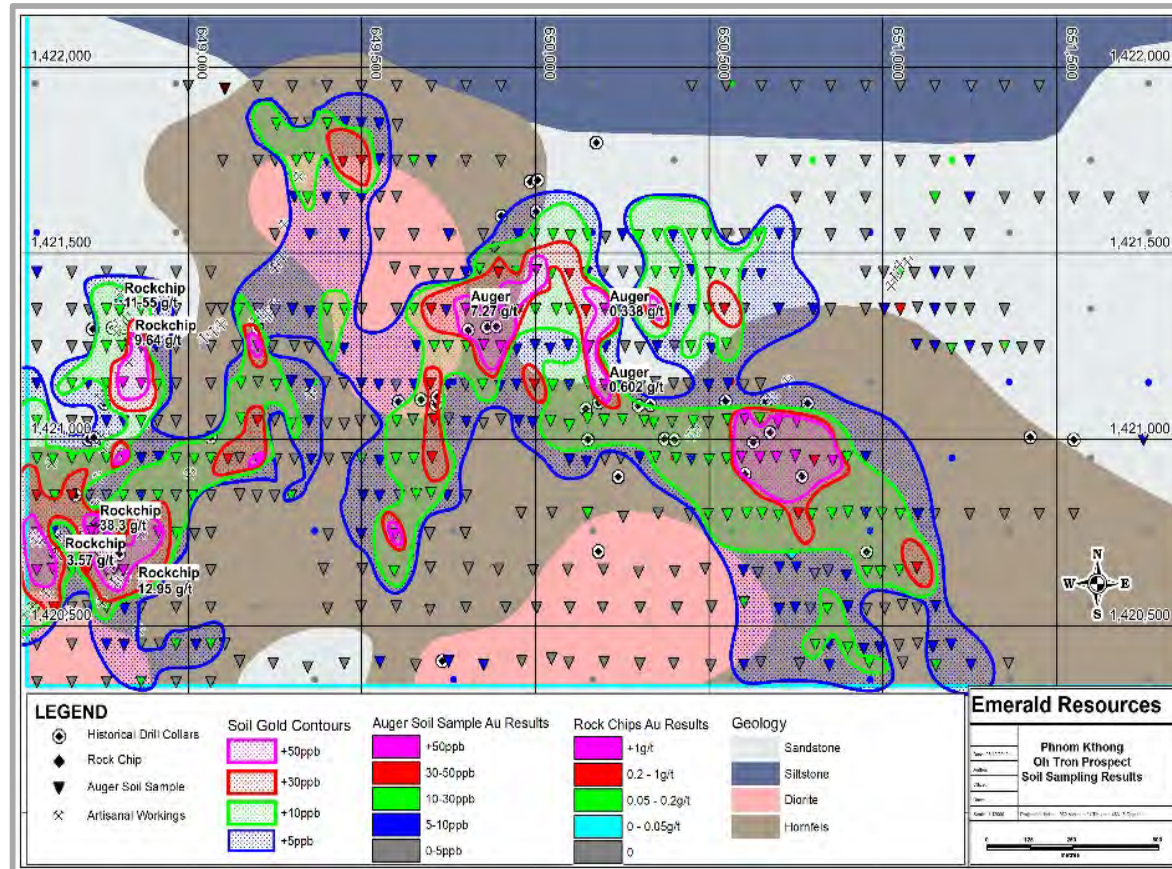 649,000
649,500
650,000
650,500
651,000
651,500
1,422,000
1,422,000
1,421,500
1,421,500
Rockchip
11.55 g/t
Rockchip
9.64 g/t
Auger
7.27 g/t
Auger
0.338 g/t
Auger
0.602 g/t
1,421,000
1,421,000
38.3 g/t
Rockchip
3.57 g/t
Rockchip
12.95 g/t
1,420,500
1,420,500
N
W E
S
LEGEND
Historical Drill Collars
Rock Chip
Auger Soil Sample
Artisanal Workings
Soil Gold Contours
+50ppb
+30ppb
+10ppb
+5ppb
Auger Soil Sample Au Results
+50ppb
30-50ppb
10-30ppb
5-10ppb
0-5ppb
Rock Chips Au Results
+1g/t
0.2 - 1g/t
0.05 - 0.2g/t
0 - 0.05g/t
0
Geology
Sandstone
Siltstone
Diorite
Hornfels
Emerald Resources
Phnom Kthong
Oh Tron Prospect
Soil Sampling Results
metres